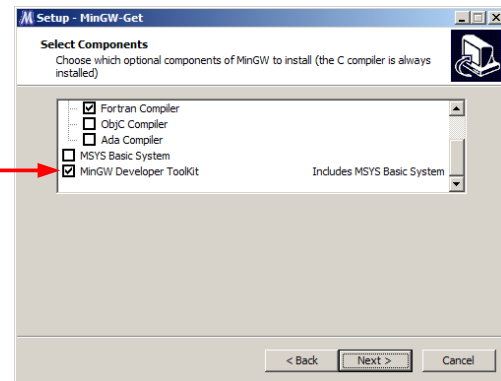 Setup - MinGW-Get
Select Components
Choose which optional components of MinGW to install (the C compiler is always
installed)
Fortran Compiler
ObjC Compiler
Ada Compiler
MSYS Basic System
MinGW Developer ToolKit Includes MSYS Basic System
< Back Next > Cancel